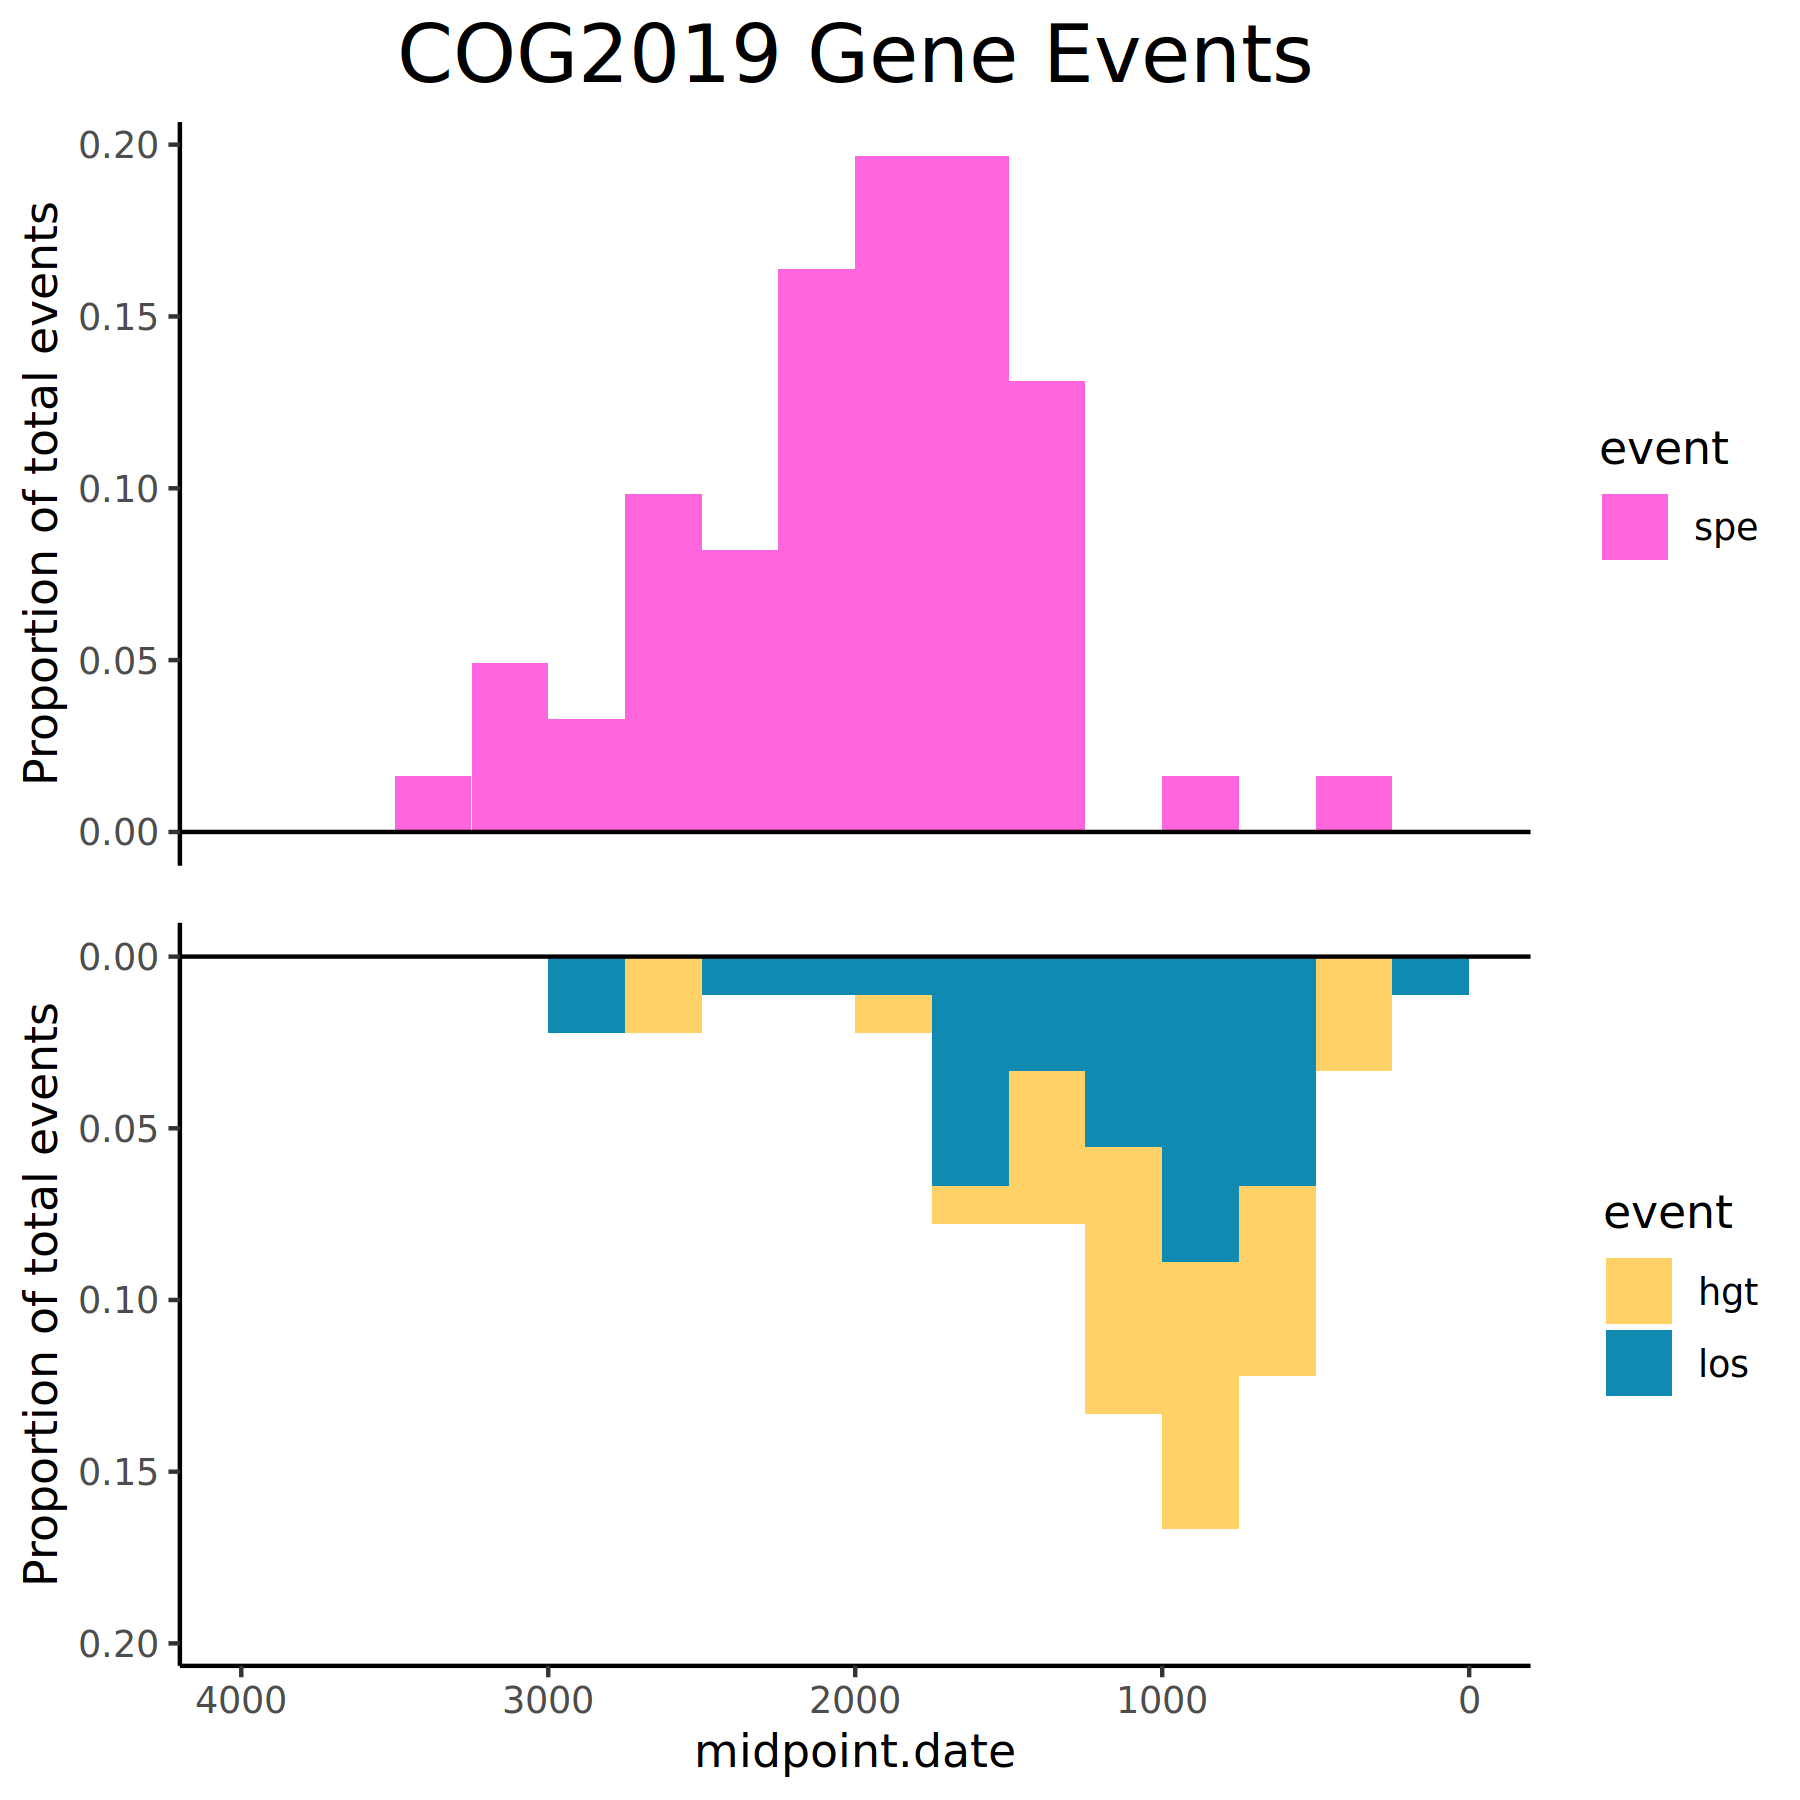 COG2019 Gene Events
Proportion of total events
0.20
0.15
0.10
0.05
0.00
event
spe
Proportion of total events
0.00
0.05
0.10
0.15
0.20
event
hgt
los
4000 3000 2000 1000 0
midpoint.date